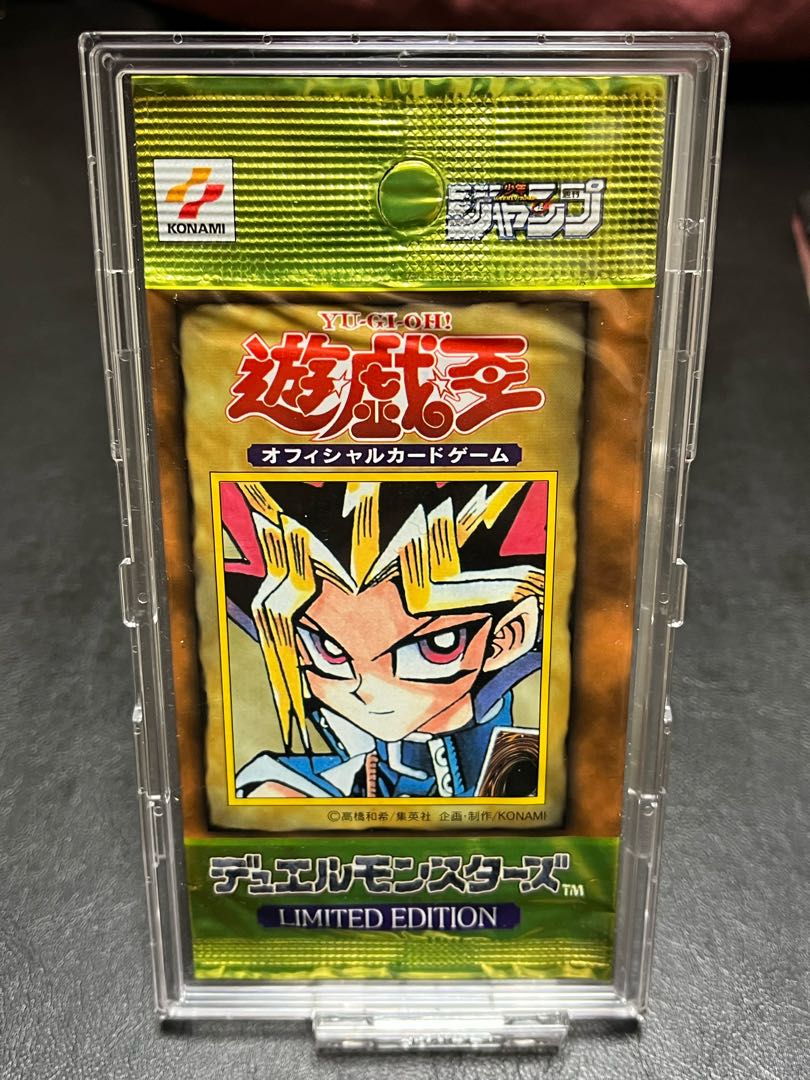 KONAMI
週刊少年ジャンプ
YU-GI-OH!
遊戯王
オフィシャルカードゲーム
©高橋和希/集英社 企画・制作/KONAMI
デュエルモンスターズ™
LIMITED EDITION